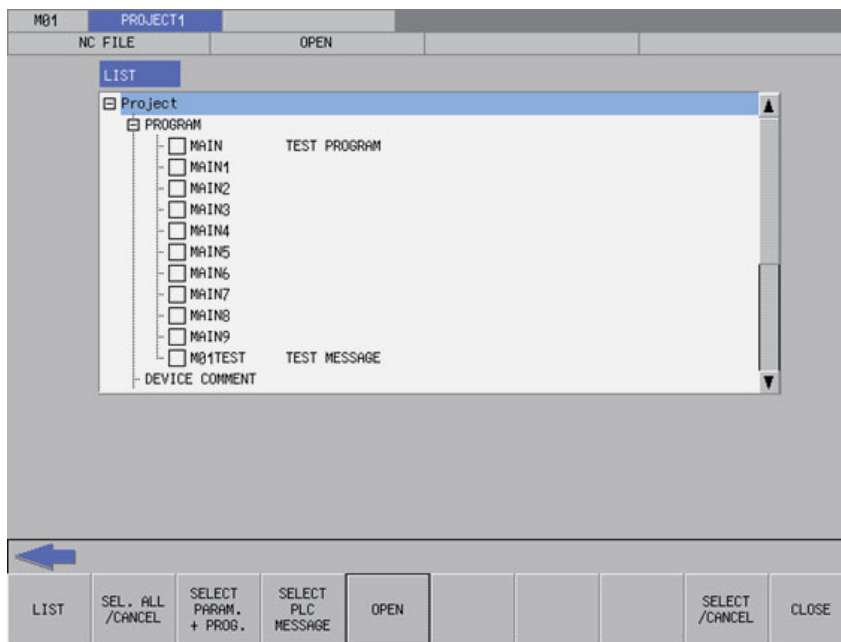 M01 PROJECT1
NC FILE OPEN
LIST
Project
PROGRAM
MAIN TEST PROGRAM
MAIN1
MAIN2
MAIN3
MAIN4
MAIN5
MAIN6
MAIN7
MAIN8
MAIN9
M01TEST TEST MESSAGE
DEVICE COMMENT
LIST
SEL. ALL
/CANCEL
SELECT
PARAM.
+ PROG.
SELECT
PLC
MESSAGE
OPEN
SELECT
/CANCEL
CLOSE